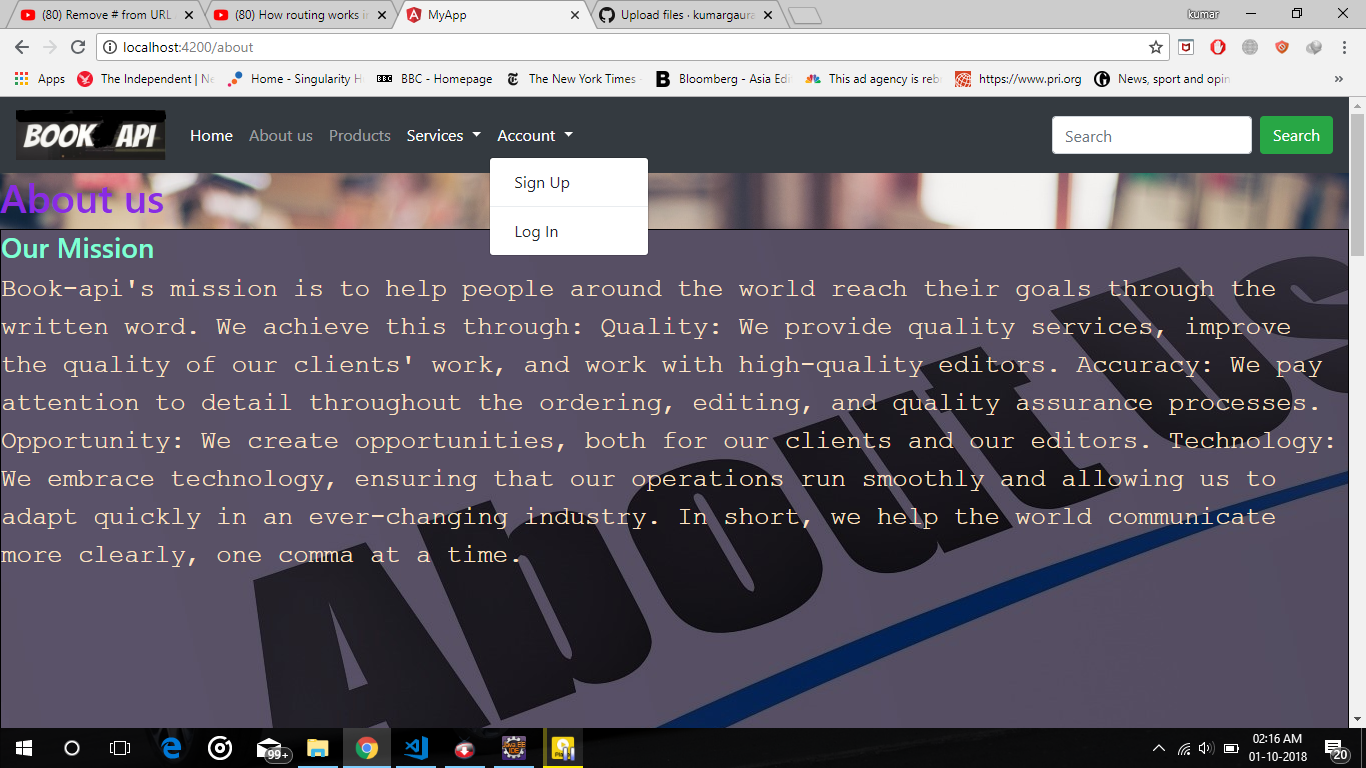 (80) Remove # from URL
(80) How routing works in
MyApp
Upload files · kumargaura
kumar
localhost:4200/about
Apps
The Independent | Ne
Home - Singularity H
BBC - Homepage
The New York Times -
Bloomberg - Asia Edi
This ad agency is reb
https://www.pri.org
News, sport and opin
»
BOOK API
Home
About us
Products
Services
Account
Search
Search
Sign Up
Log In
About us
Our Mission
Book-api's mission is to help people around the world reach their goals through the
written word. We achieve this through: Quality: We provide quality services, improve
the quality of our clients' work, and work with high-quality editors. Accuracy: We pay
attention to detail throughout the ordering, editing, and quality assurance processes.
Opportunity: We create opportunities, both for our clients and our editors. Technology:
We embrace technology, ensuring that our operations run smoothly and allowing us to
adapt quickly in an ever-changing industry. In short, we help the world communicate
more clearly, one comma at a time.
About Us
99+
02:16 AM
01-10-2018
20